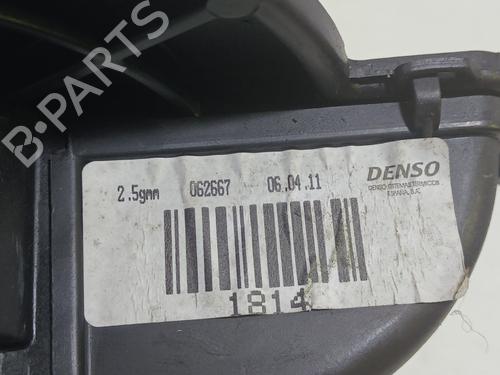 B-PARTS
2.5gmm 062667 06.04.11 DENSO
DENSO SISTEMAS TERMICOS
ESPAÑA, S.A.
1814